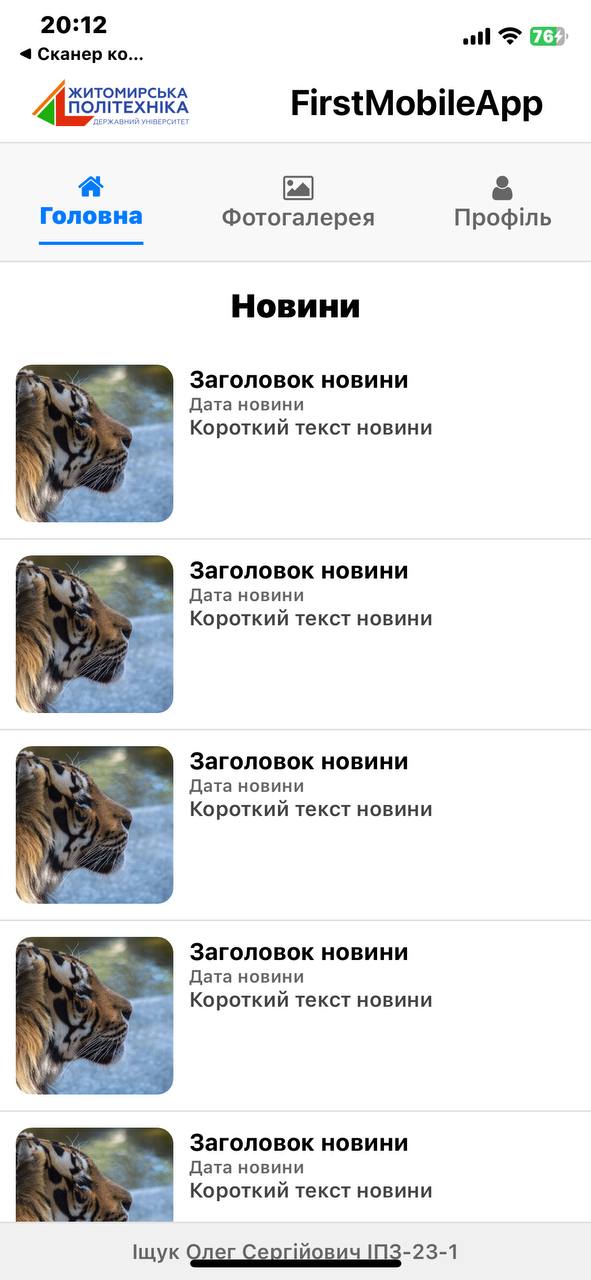 20:12
76
◀ Сканер ко...
ЖИТОМИРСЬКА
ПОЛІТЕХНІКА
ДЕРЖАВНИЙ УНІВЕРСИТЕТ
FirstMobileApp
Головна
Фотогалерея
Профіль
Новини
Заголовок новини
Дата новини
Короткий текст новини
Заголовок новини
Дата новини
Короткий текст новини
Заголовок новини
Дата новини
Короткий текст новини
Заголовок новини
Дата новини
Короткий текст новини
Заголовок новини
Дата новини
Короткий текст новини
Іщук Олег Сергійович ІПЗ-23-1